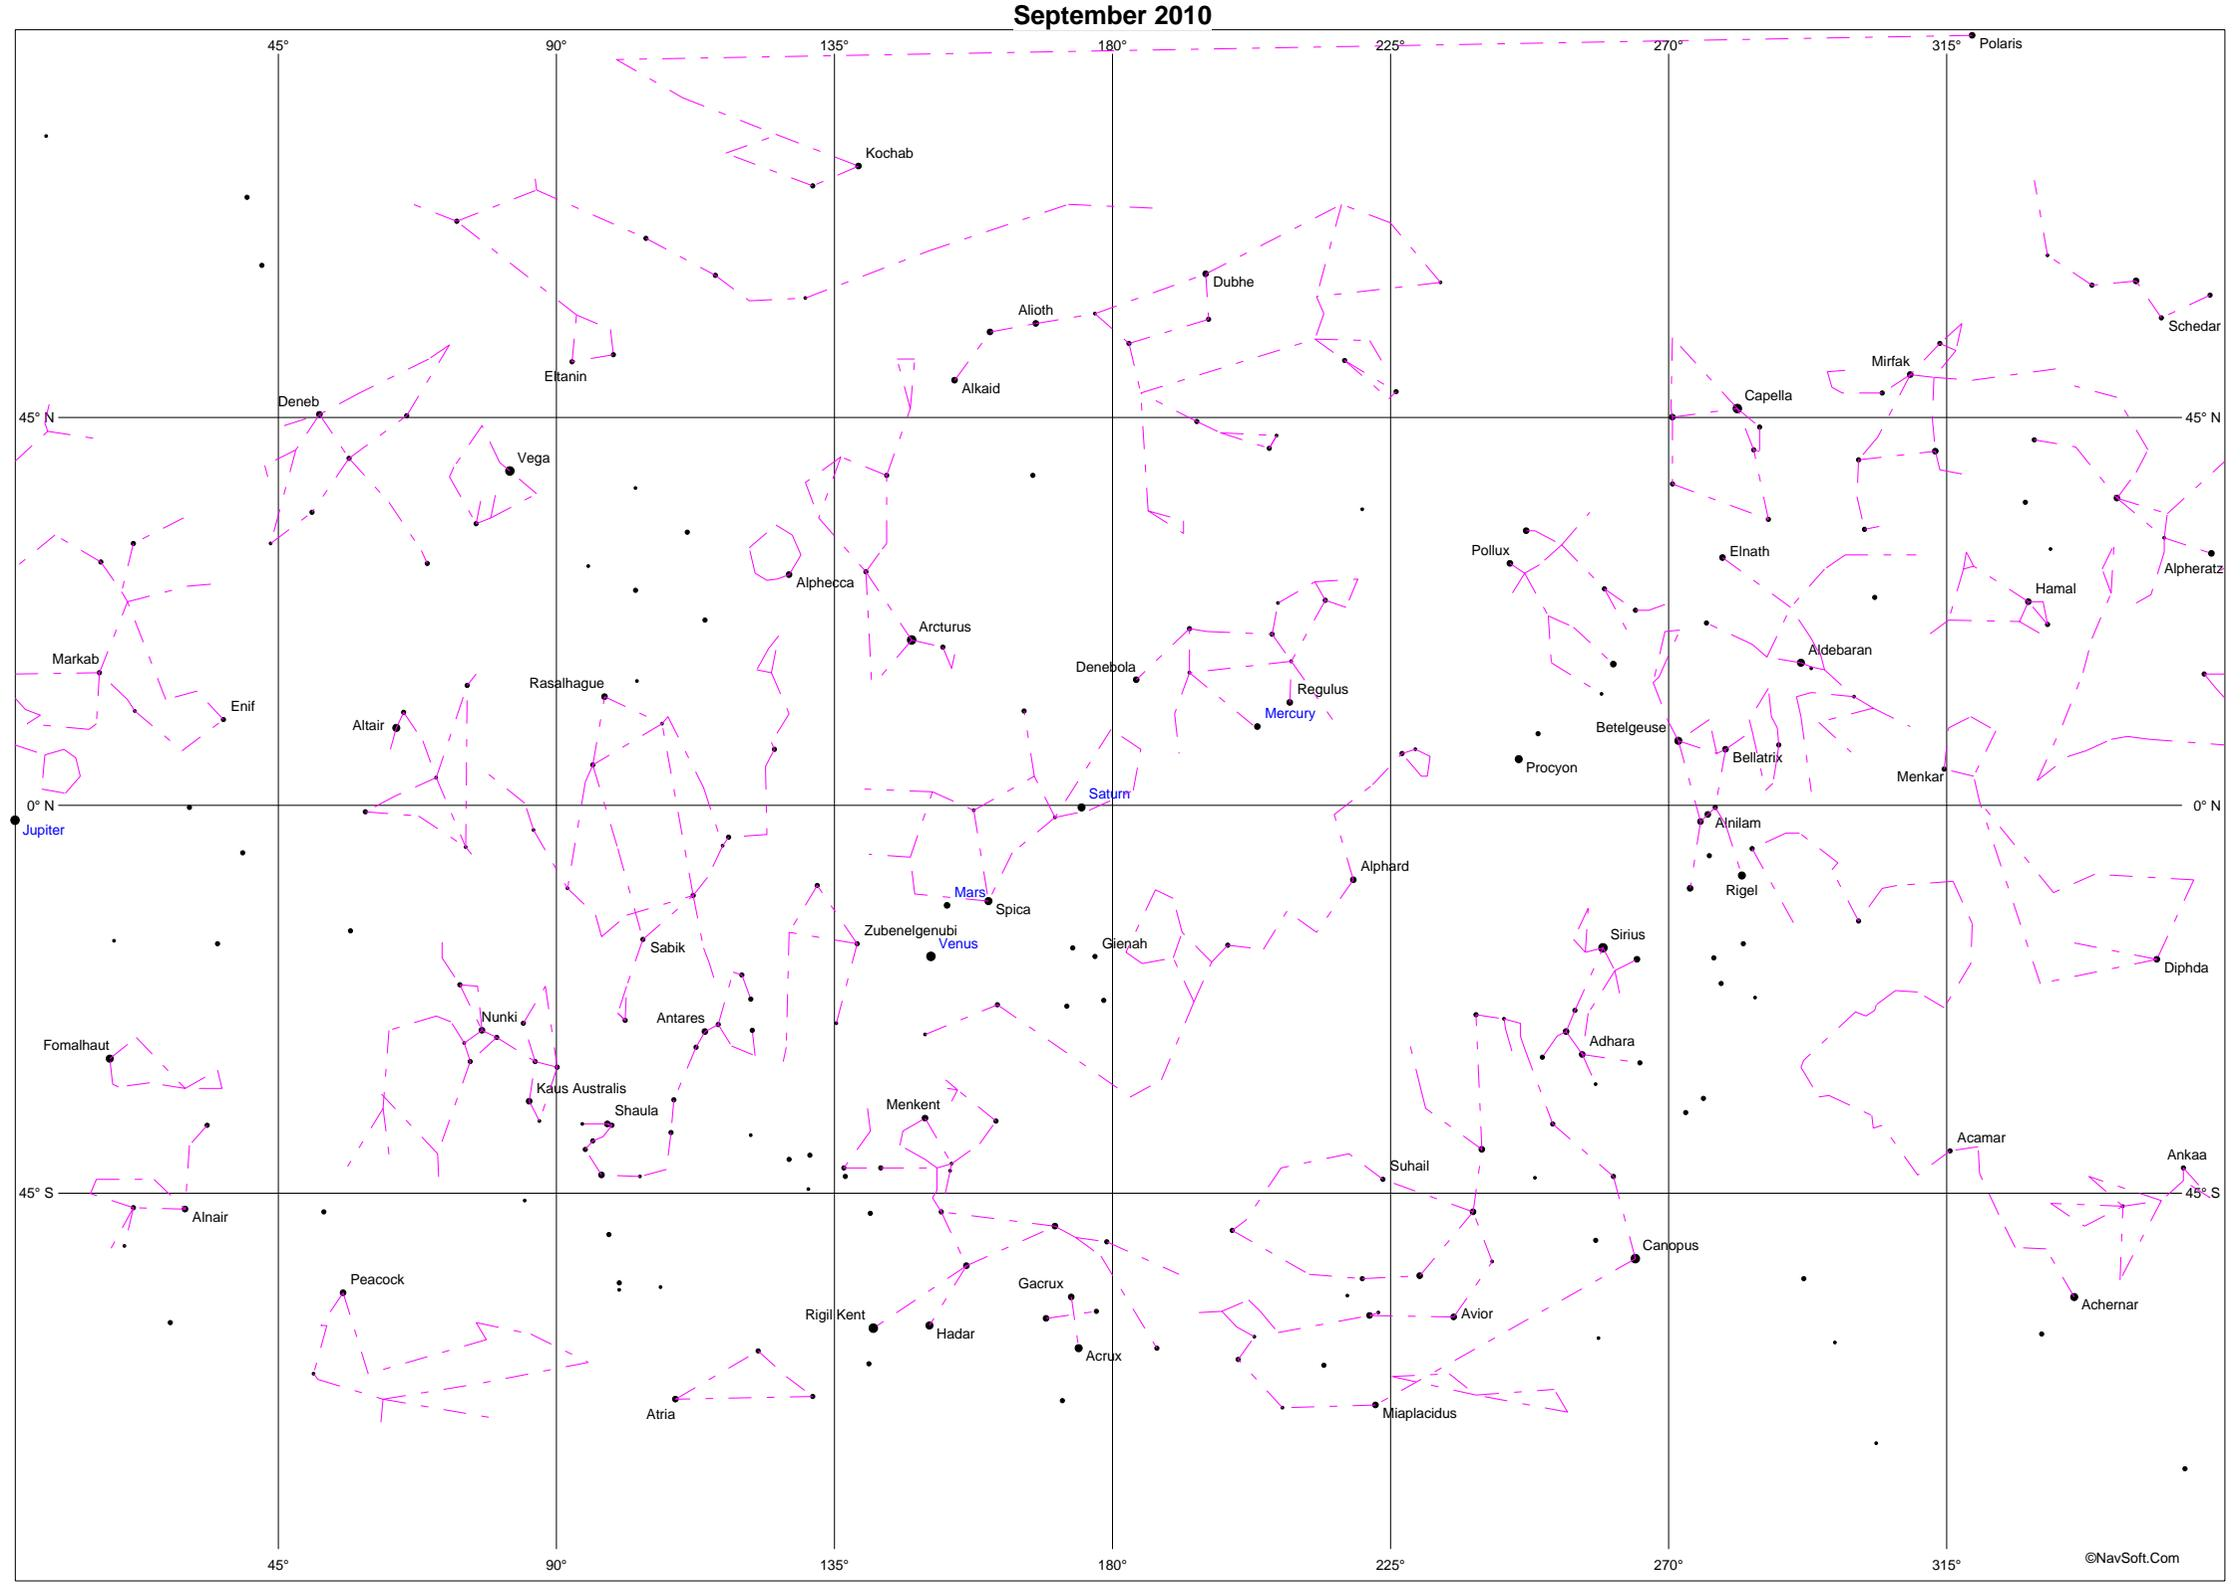 September 2010
45° 90° 135° 180° 225° 270° 315°
Polaris
Kochab
Dubhe
Alioth
Schedar
Mirfak
Eltanin
Alkaid
Capella
Deneb
45° N 45° N
Vega
Pollux
Elnath
Alpheratz
Alphecca
Hamal
Arcturus
Aldebaran
Markab
Denebola
Rasalhague
Regulus
Enif
Mercury
Altair
Betelgeuse
Bellatrix
Procyon
Menkar
Saturn
0° N 0° N
Jupiter
Alnilam
Alphard
Mars
Rigel
Spica
Zubenelgenubi
Sirius
Sabik
Venus
Gienah
Diphda
Nunki
Antares
Fomalhaut
Adhara
Kaus Australis
Menkent
Shaula
Acamar
Ankaa
Suhail
45° S 45° S
Alnair
Canopus
Peacock
Gacrux
Achernar
Rigil Kent
Hadar
Avior
Acrux
Atria
Miaplacidus
©NavSoft.Com
45° 90° 135° 180° 225° 270° 315°